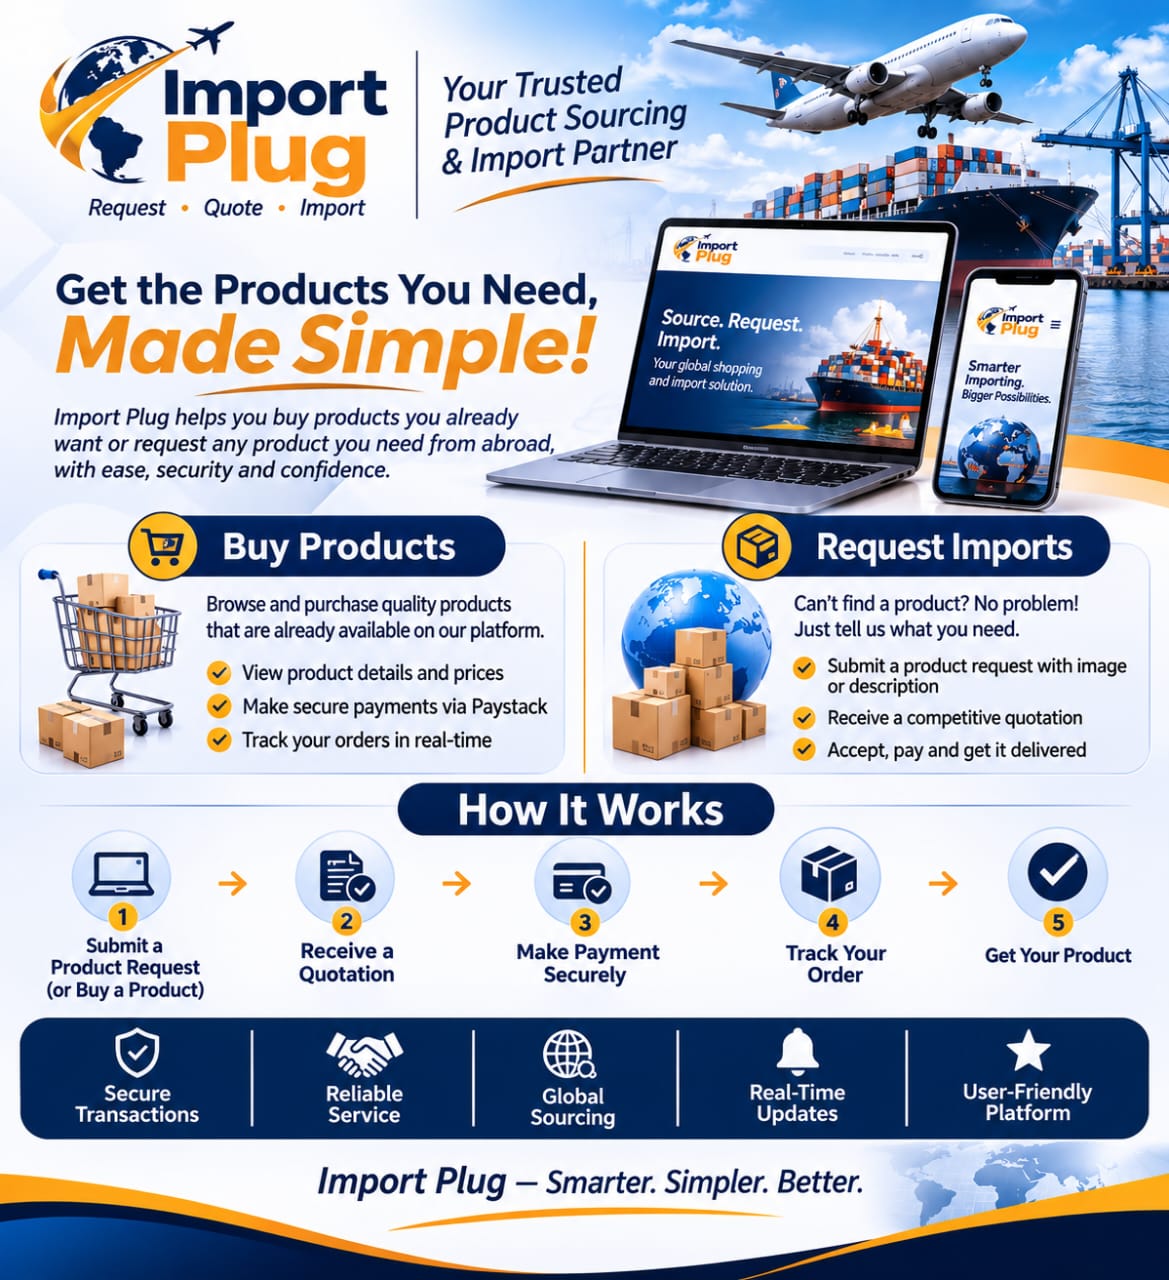 Import
Plug
Request • Quote • Import
Your Trusted
Product Sourcing
& Import Partner
Get the Products You Need,
Made Simple!
Import Plug helps you buy products you already
want or request any product you need from abroad,
with ease, security and confidence.
Import
Plug
Source. Request.
Import.
Your global shopping
and import solution.
Import
Plug
Smarter
Importing.
Bigger Possibilities.
Buy Products
Browse and purchase quality products
that are already available on our platform.
View product details and prices
Make secure payments via Paystack
Track your orders in real-time
Request Imports
Can't find a product? No problem!
Just tell us what you need.
Submit a product request with image
or description
Receive a competitive quotation
Accept, pay and get it delivered
How It Works
1
Submit a
Product Request
(or Buy a Product)
2
Receive a
Quotation
3
Make Payment
Securely
4
Track Your
Order
5
Get Your Product
Secure
Transactions
Reliable
Service
Global
Sourcing
Real-Time
Updates
User-Friendly
Platform
Import Plug – Smarter. Simpler. Better.